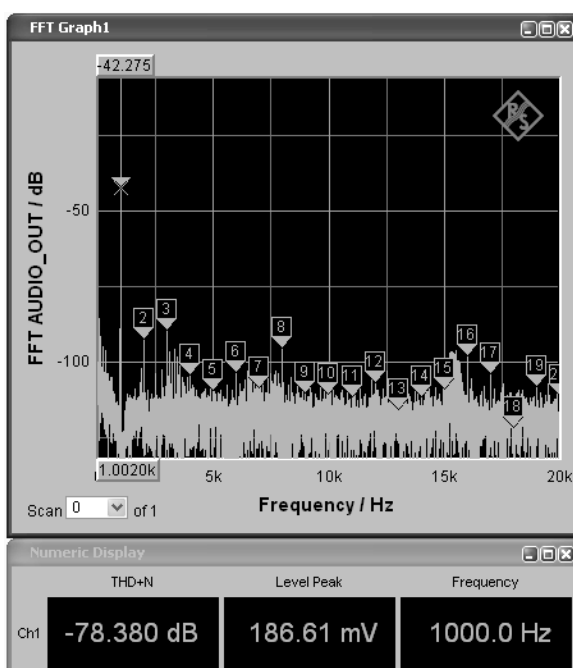 FFT Graph1
-42.275
R/S
FFT AUDIO_OUT / dB
-50
-100
2
3
4
5
6
7
8
9
10
11
12
13
14
15
16
17
18
19
1.0020k
5k
10k
15k
20k
Frequency / Hz
Scan 0 of 1
Numeric Display
THD+N Level Peak Frequency
Ch1 -78.380 dB 186.61 mV 1000.0 Hz